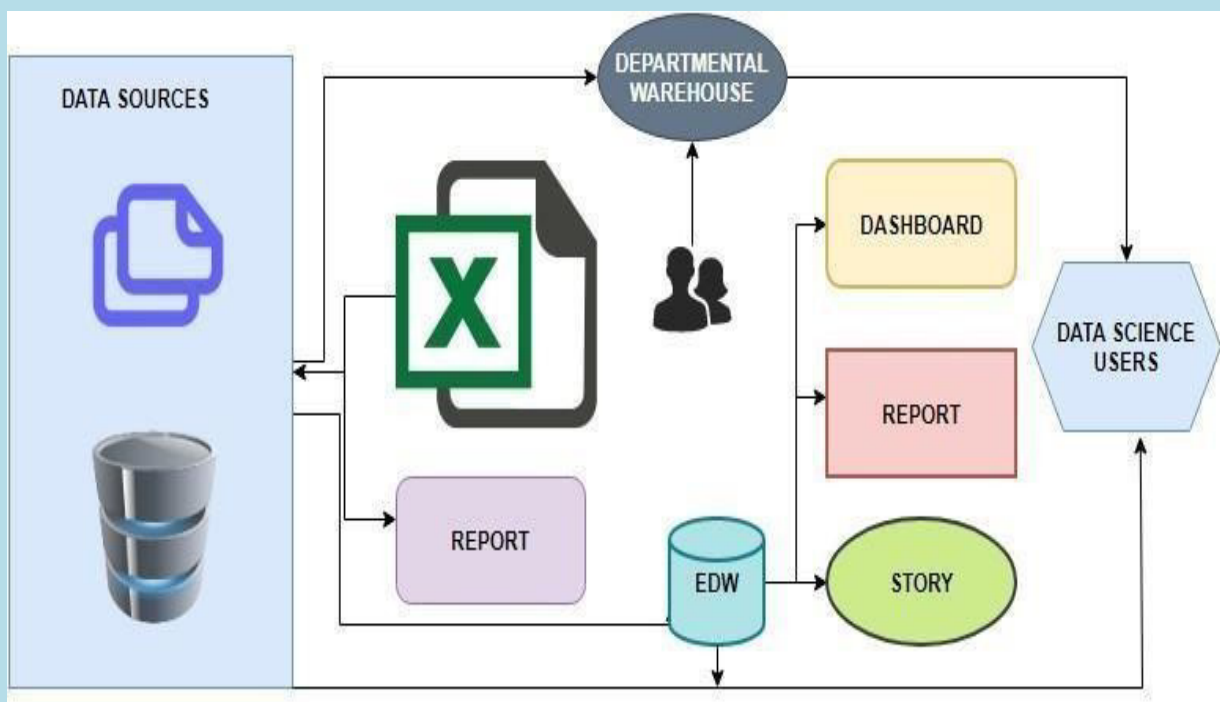 DATA SOURCES
DEPARTMENTAL
WAREHOUSE
X
DASHBOARD
DATA SCIENCE
USERS
REPORT
REPORT
EDW
STORY